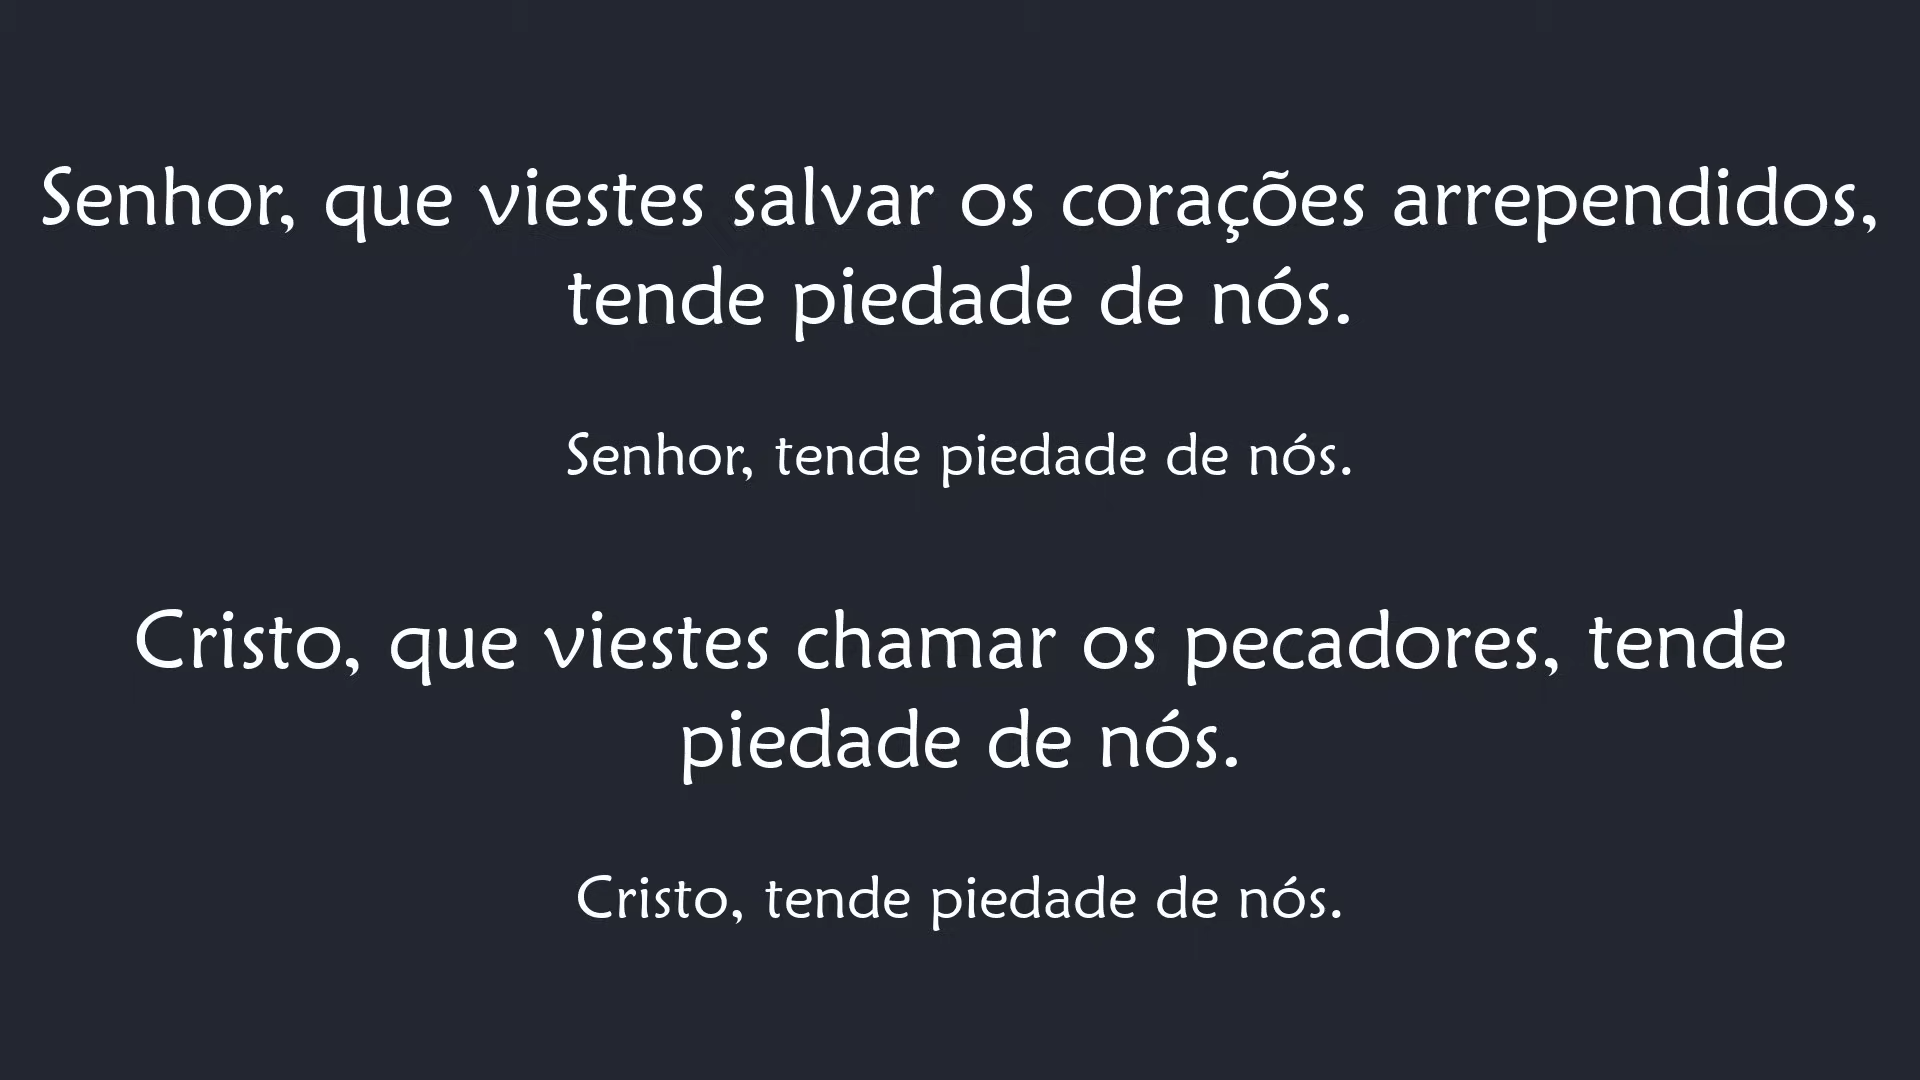 Senhor, que viestes salvar os corações arrependidos,
tende piedade de nós.
Senhor, tende piedade de nós.
Cristo, que viestes chamar os pecadores, tende
piedade de nós.
Cristo, tende piedade de nós.